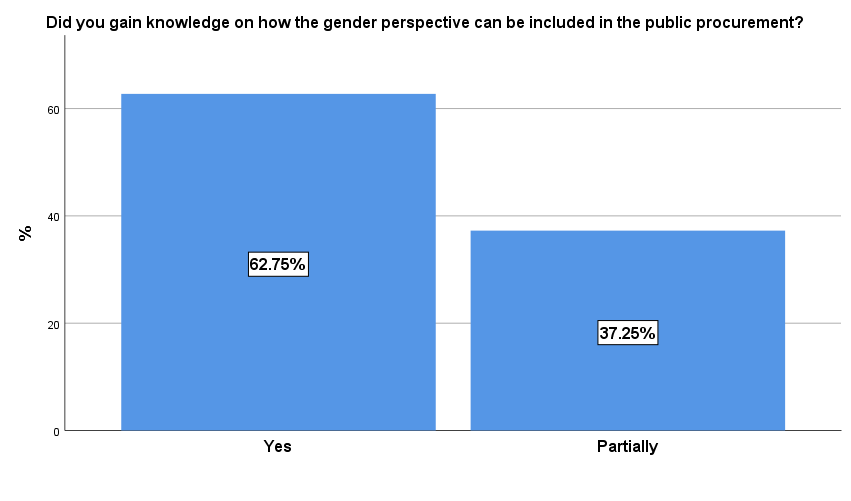 Did you gain knowledge on how the gender perspective can be included in the public procurement?
%
60
40
20
0
62.75%
37.25%
Yes
Partially